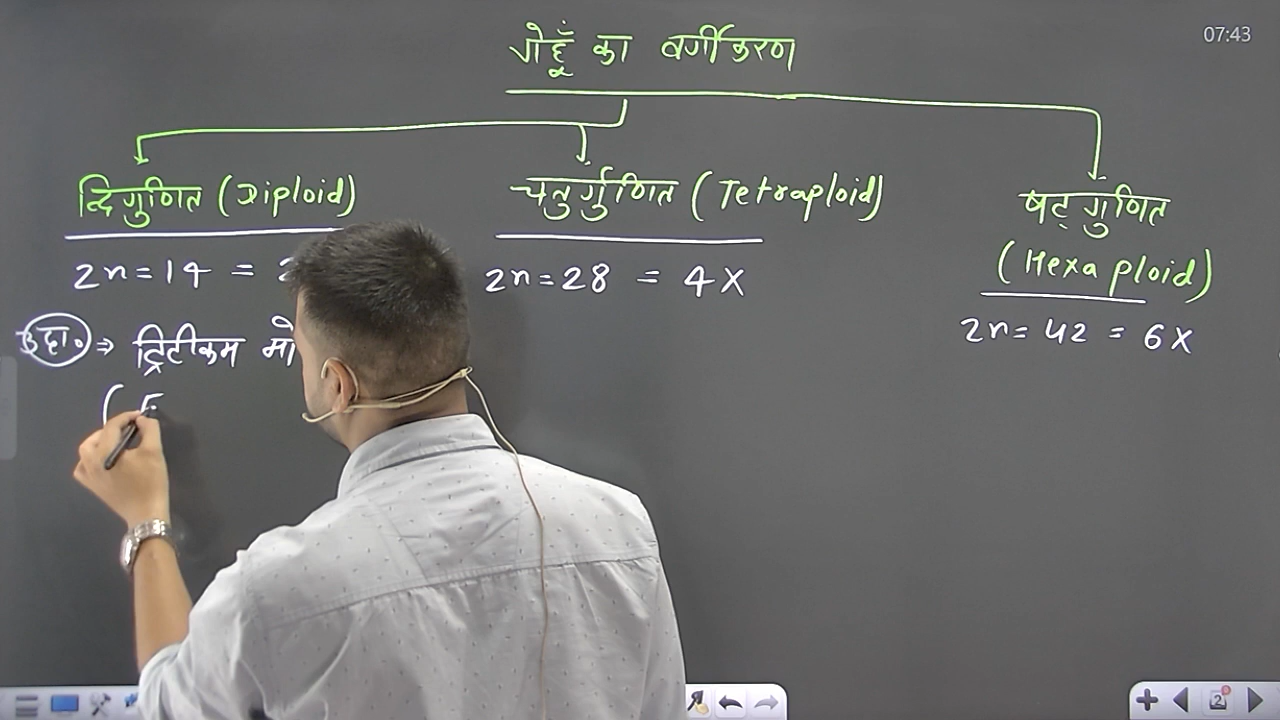 गेहूँ का वर्गीकरण
07:43
द्विगुणित (Diploid)
चतुर्गुणित (Tetraploid)
षट्गुणित
(Hexaploid)
2n=14 =
2n=28 = 4X
2n= 42 = 6X
उदा० ⇒ ट्रिटीकम मो
(
2